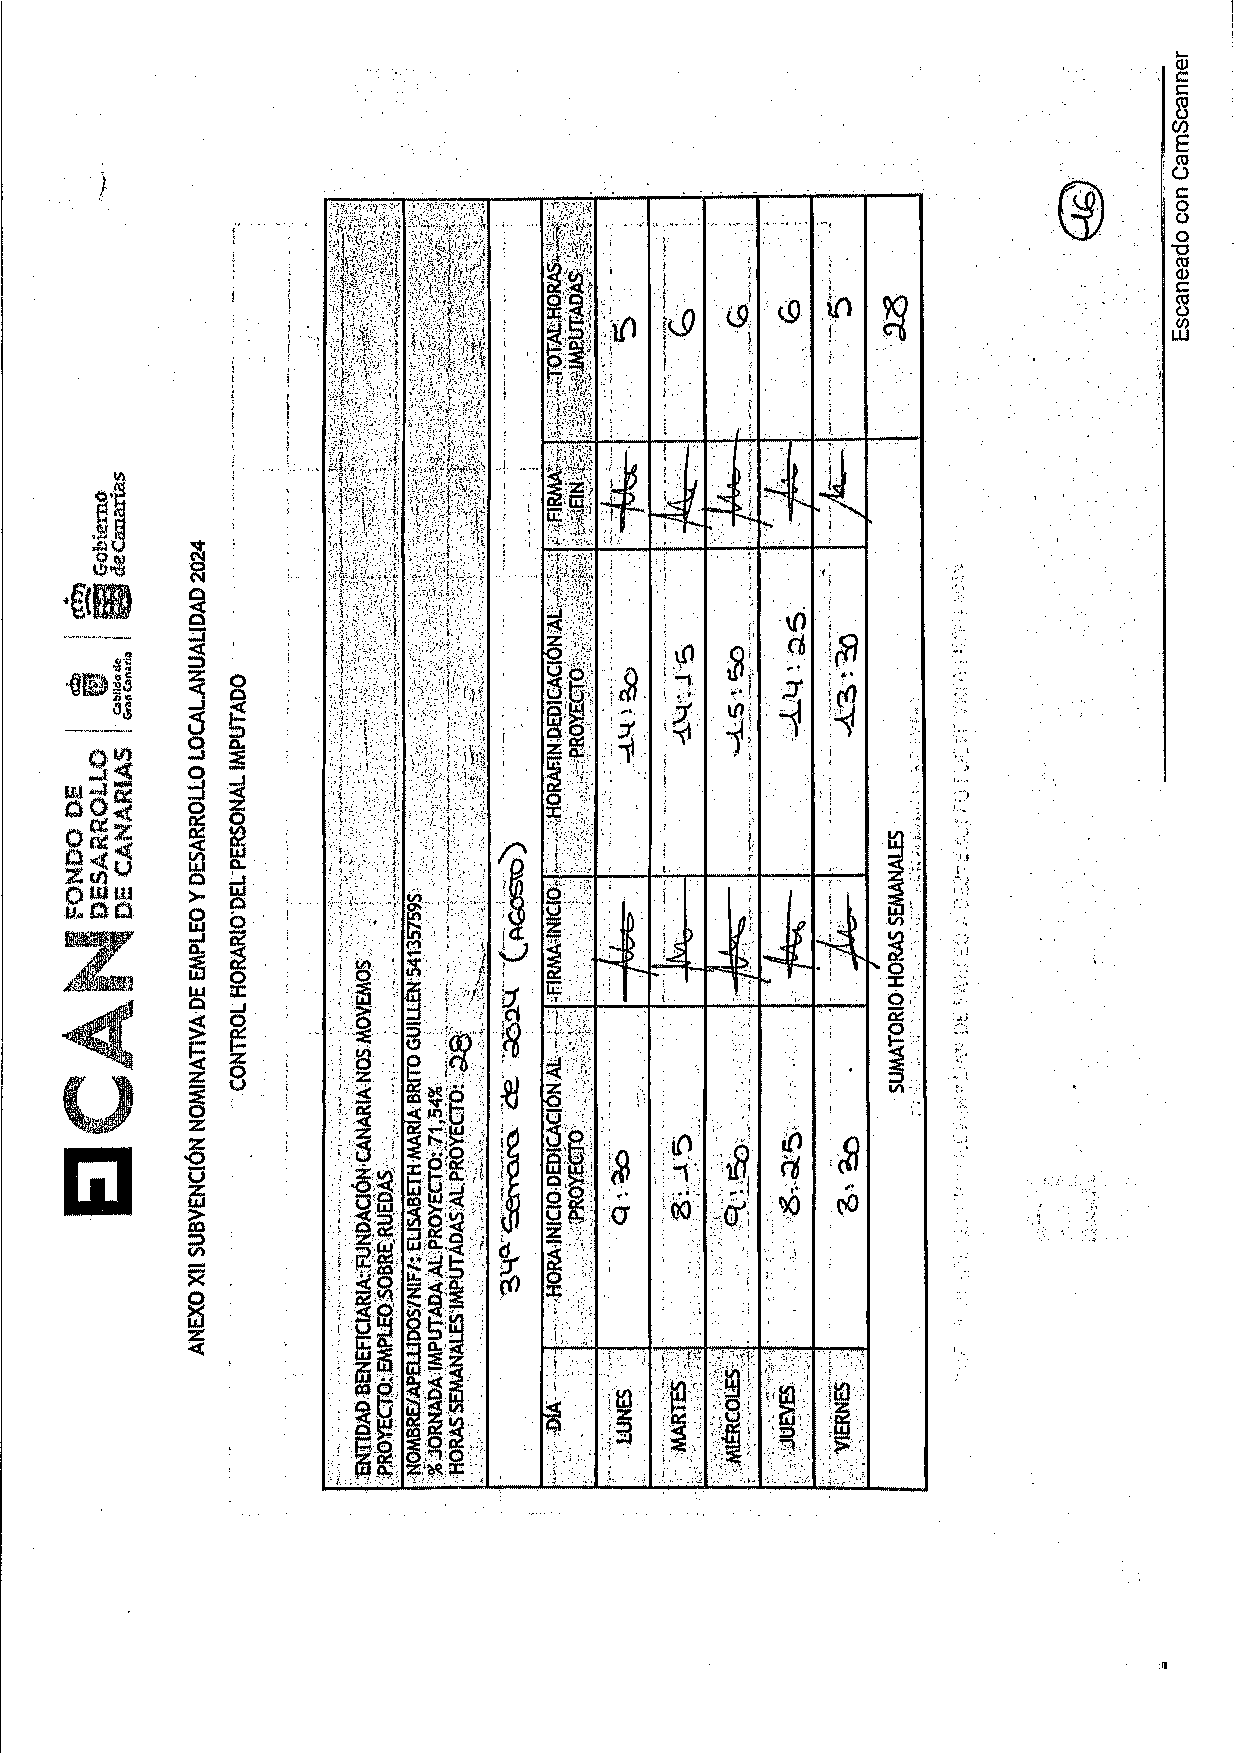 FCAN
FONDO DE
DESARROLLO
DE CANARIAS
Cabildo de
Gran Canaria
Gobierno
de Canarias
ANEXO XII SUBVENCIÓN NOMINATIVA DE EMPLEO Y DESARROLLO LOCAL.ANUALIDAD 2024
CONTROL HORARIO DEL PERSONAL IMPUTADO
ENTIDAD BENEFICIARIA: FUNDACIÓN CANARIA NOS MOVEMOS
PROYECTO: EMPLEO SOBRE RUEDAS
NOMBRE/APELLIDOS/NIF/: ELISABETH MARIA BRITO GUILLÉN 54135759S
% JORNADA IMPUTADA AL PROYECTO: 71,54%
HORAS SEMANALES IMPUTADAS AL PROYECTO: 28
34ª Semana de 2024 (AGOSTO)
DÍA HORA INICIO DEDICACIÓN AL PROYECTO FIRMA INICIO HORA FIN DEDICACIÓN AL PROYECTO FIRMA FIN TOTAL HORAS IMPUTADAS
LUNES 9:30 14:30 5
MARTES 8:15 14:15 6
MIÉRCOLES 9:50 15:50 6
JUEVES 8:25 14:25 6
VIERNES 8:30 13:30 5
SUMATORIO HORAS SEMANALES 28
46
Escaneado con CamScanner